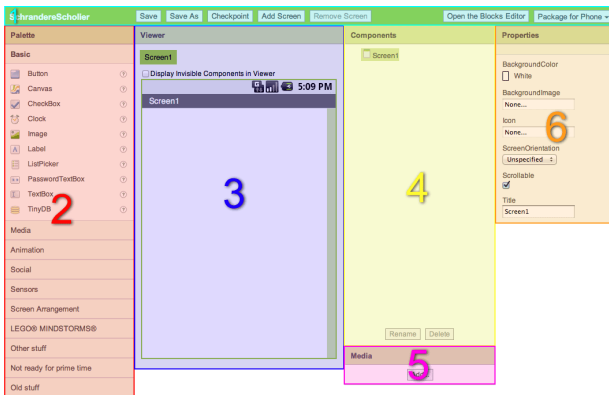 SchrandereScholier
Save Save As Checkpoint Add Screen Remove Screen Open the Blocks Editor Package for Phone
Palette
Basic
Button
Canvas
CheckBox
Clock
Image
Label
ListPicker
PasswordTextBox
TextBox
TinyDB
2
Media
Animation
Social
Sensors
Screen Arrangement
LEGO® MINDSTORMS®
Other stuff
Not ready for prime time
Old stuff
Viewer
Screen1
Display Invisible Components in Viewer
5:09 PM
Screen1
3
Components
Screen1
4
Rename Delete
Media
5
Properties
BackgroundColor
White
BackgroundImage
None...
Icon
None...
6
ScreenOrientation
Unspecified
Scrollable
Title
Screen1